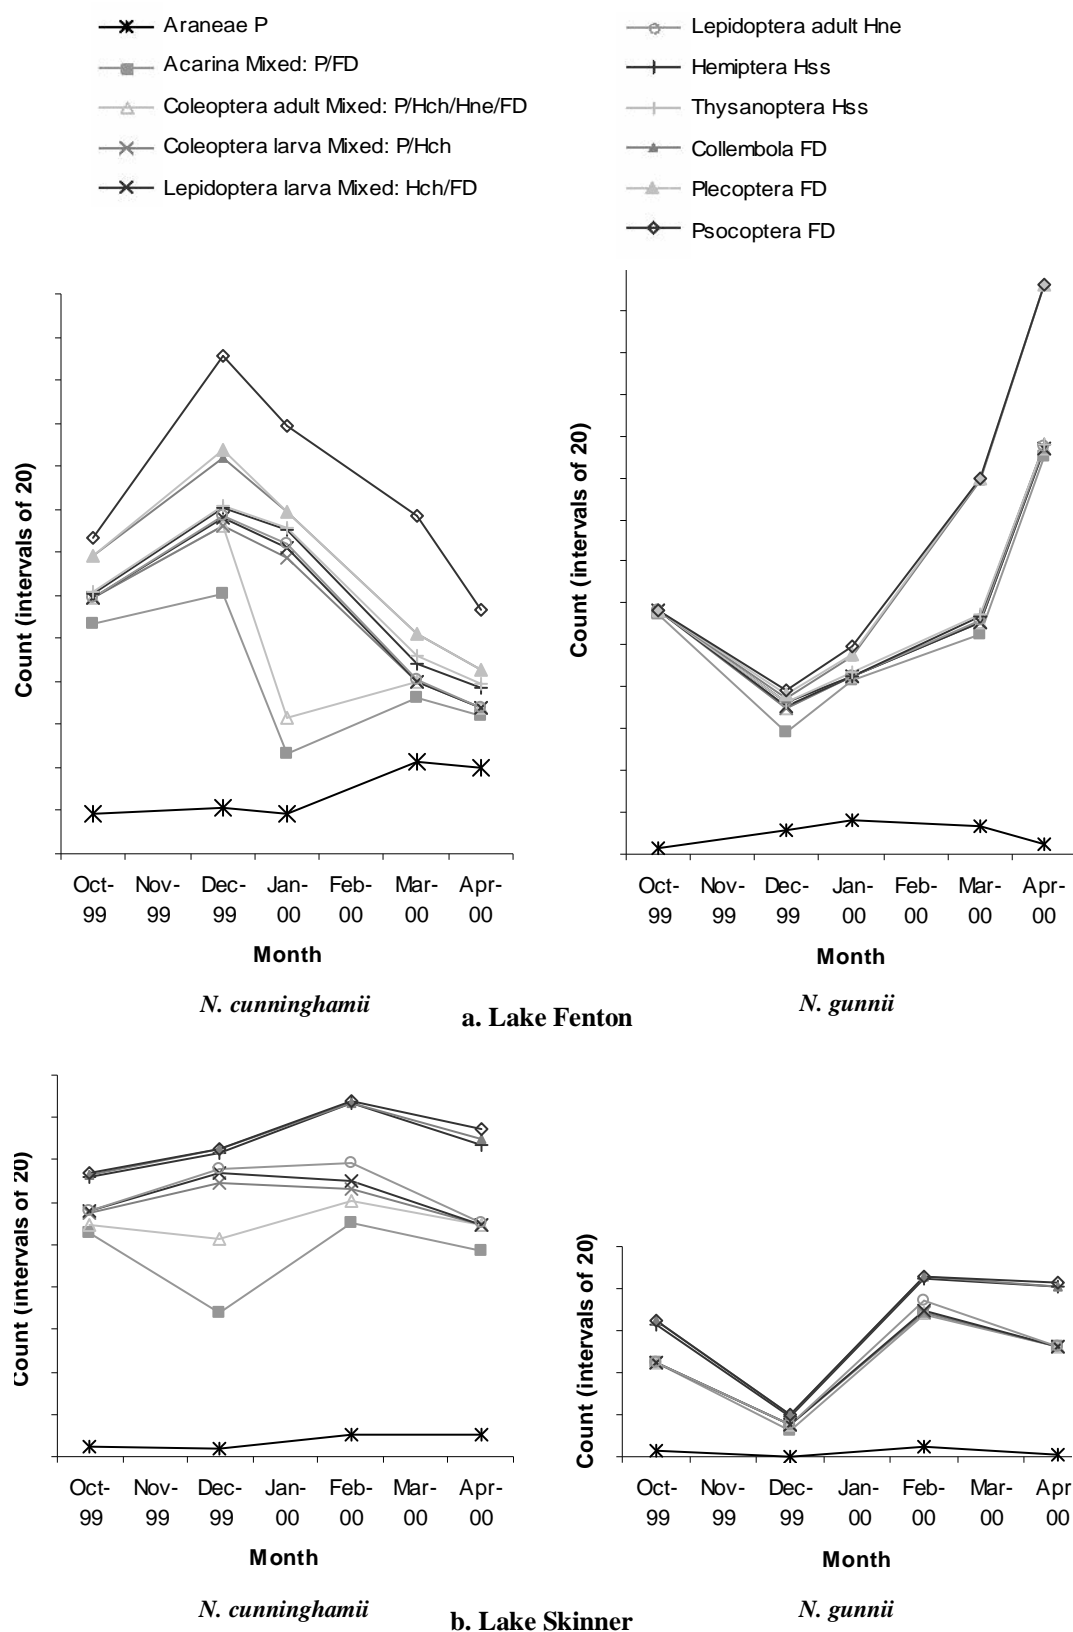 Araneae P
Acarina Mixed: P/FD
Coleoptera adult Mixed: P/Hch/Hne/FD
Coleoptera larva Mixed: P/Hch
Lepidoptera larva Mixed: Hch/FD
Lepidoptera adult Hne
Hemiptera Hss
Thysanoptera Hss
Collembola FD
Plecoptera FD
Psocoptera FD
Count (intervals of 20)
Oct- Nov- Dec- Jan- Feb- Mar- Apr-
99 99 99 00 00 00 00
Month
N. cunninghamii
Count (intervals of 20)
Oct- Nov- Dec- Jan- Feb- Mar- Apr-
99 99 99 00 00 00 00
Month
N. gunnii
a. Lake Fenton
Count (intervals of 20)
Oct- Nov- Dec- Jan- Feb- Mar- Apr-
99 99 99 00 00 00 00
Month
N. cunninghamii
Count (intervals of 20)
Oct- Nov- Dec- Jan- Feb- Mar- Apr
99 99 99 00 00 00 00
Month
N. gunnii
b. Lake Skinner